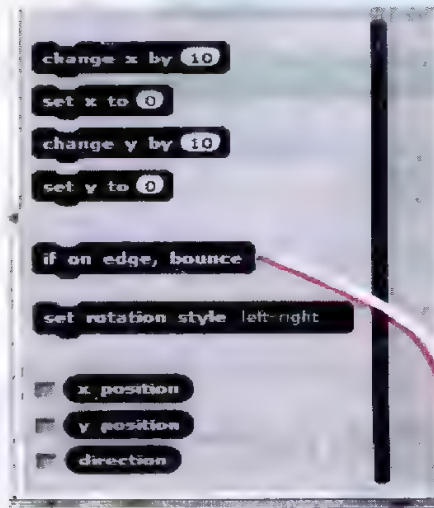 change x by 10
set x to 0
change y by 10
set y to 0
if on edge, bounce
set rotation style left-right
x position
y position
direction